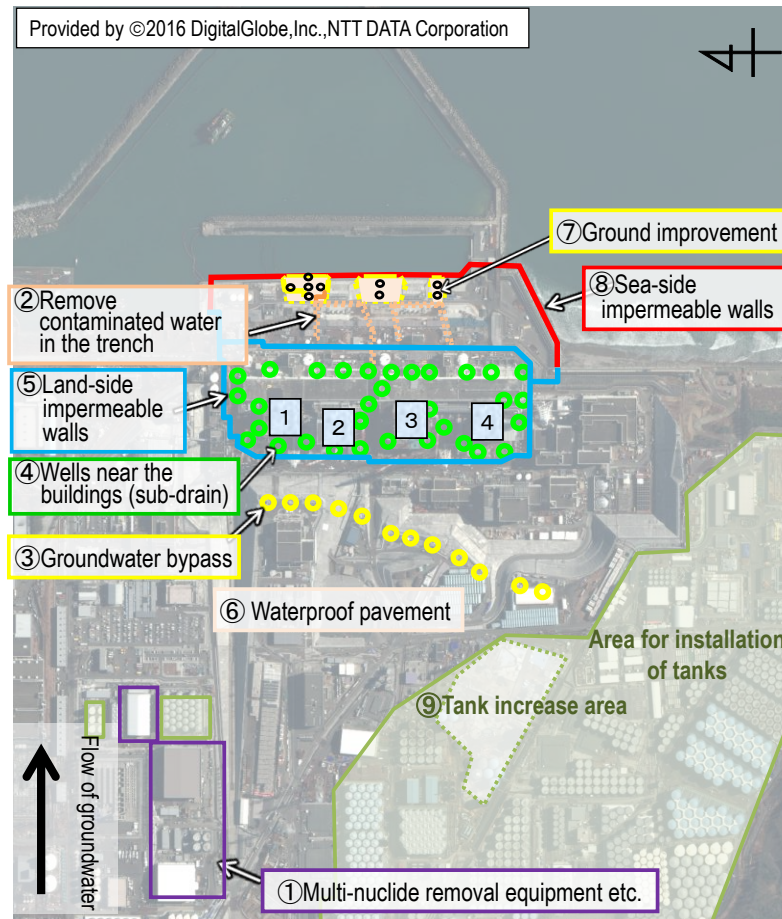 Provided by ©2016 DigitalGlobe,Inc.,NTT DATA Corporation
⑦Ground improvement
⑧Sea-side
impermeable walls
②Remove
contaminated water
in the trench
⑤Land-side
impermeable
walls
1
2
3
4
④Wells near the
buildings (sub-drain)
③Groundwater bypass
⑥ Waterproof pavement
Area for installation
of tanks
⑨Tank increase area
Flow of groundwater
①Multi-nuclide removal equipment etc.